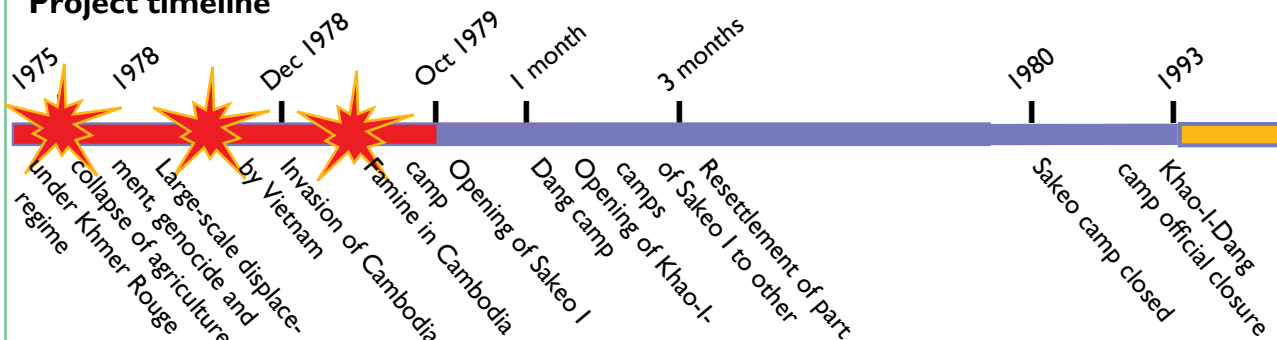 Project timeline
1975
1978
Dec 1978
Oct 1979
1 month
3 months
1980
1993
Large-scale displace-
ment, genocide and
collapse of agriculture
under Khmer Rouge
regime
Invasion of Cambodia
by Vietnam
Famine in Cambodia
Opening of Sakeo I
camp
Opening of Khao-I-
Dang camp
Resettlement of part
of Sakeo I to other
camps
Sakeo camp closed
Khao-I-Dang
camp official closure